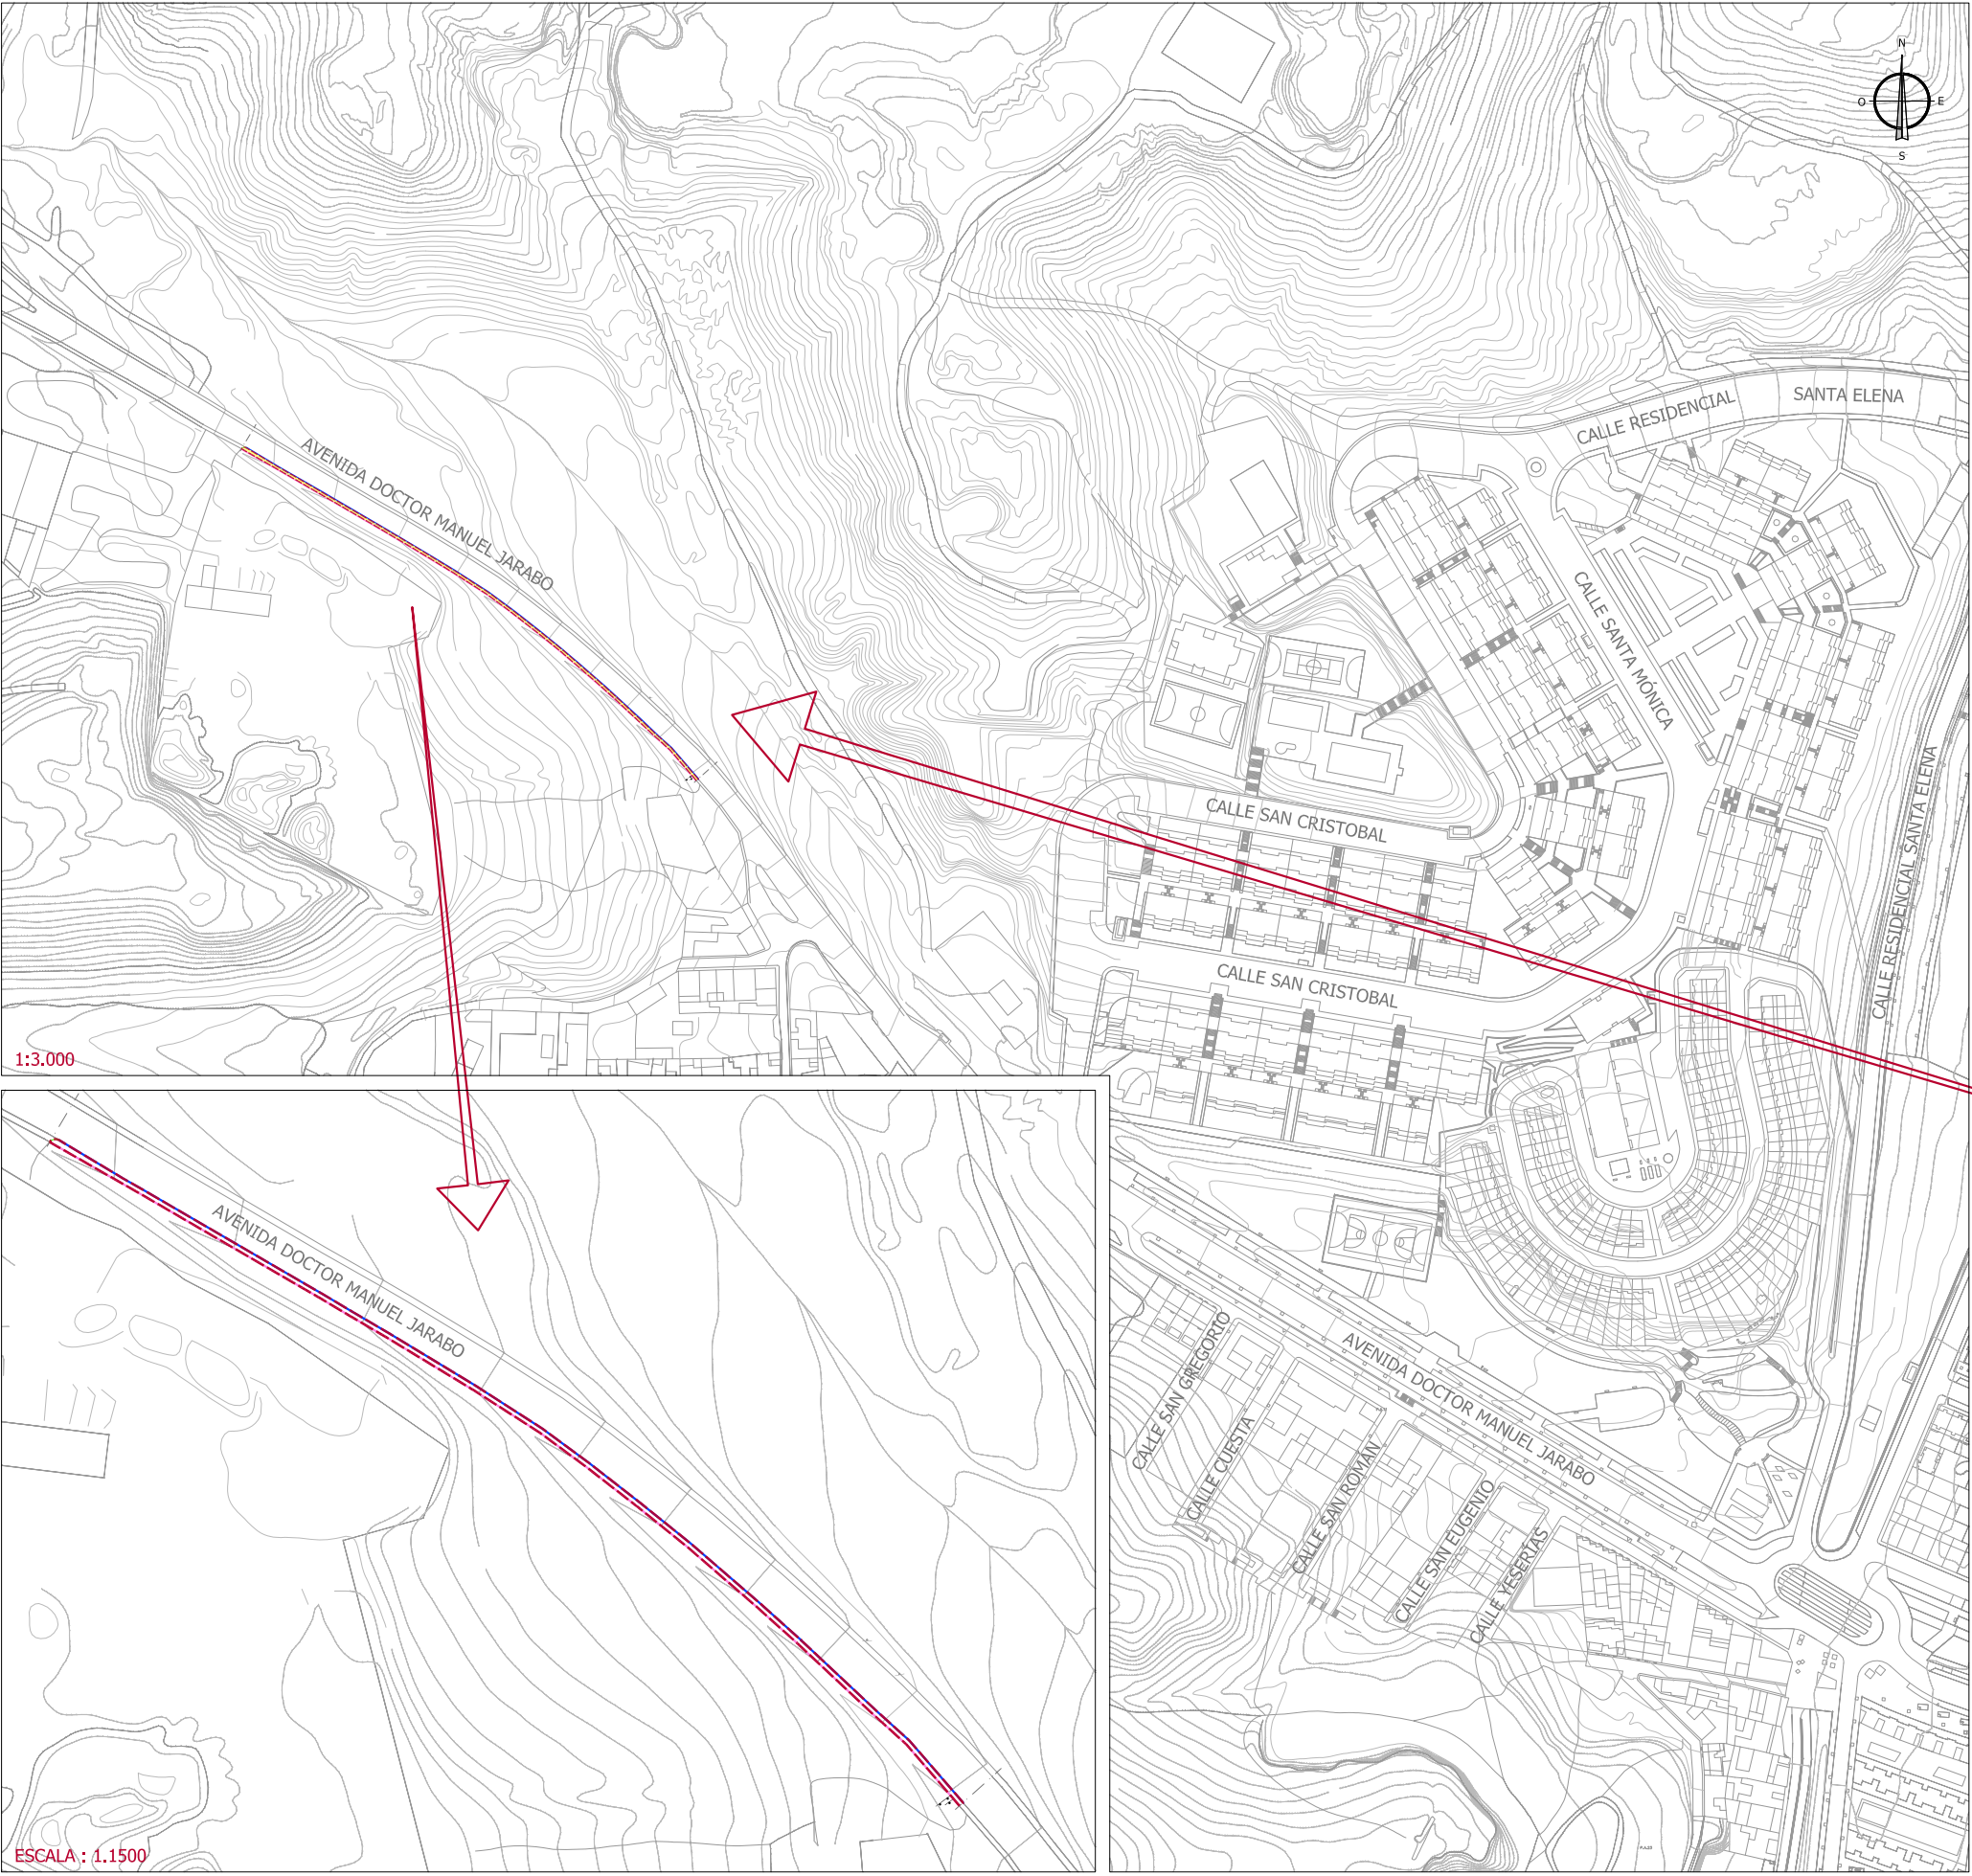 N
O
E
S
SANTA ELENA
CALLE RESIDENCIAL
AVENIDA DOCTOR MANUEL JARABO
CALLE SANTA MÓNICA
CALLE RESIDENCIAL SANTA ELENA
CALLE SAN CRISTOBAL
CALLE SAN CRISTOBAL
1:3.000
AVENIDA DOCTOR MANUEL JARABO
AVENIDA DOCTOR MANUEL JARABO
CALLE SAN GREGORIO
CALLE CUESTA
CALLE SAN ROMAN
CALLE SAN EUGENIO
CALLE YESERÍAS
ESCALA : 1.1500